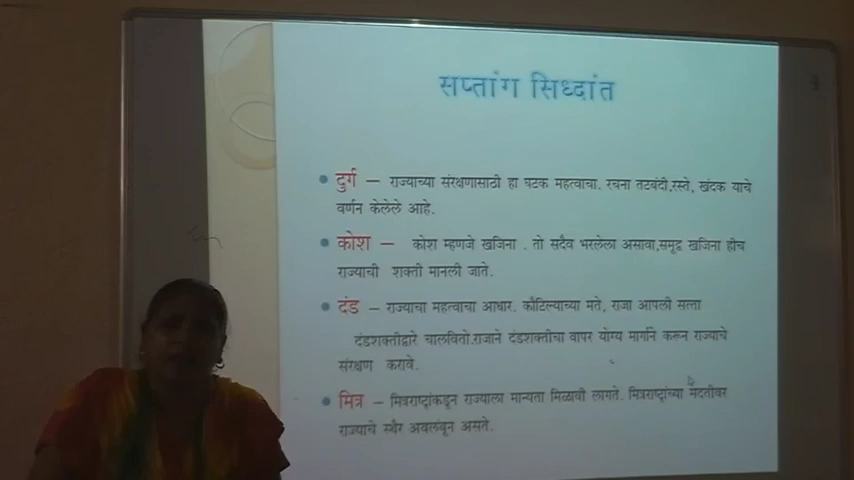 सप्तांग सिध्दांत
दुर्ग – राज्याच्या संरक्षणासाठी हा घटक महत्वाचा. रचना तटबंदी,रस्ते, खंदक याचे
वर्णन केलेले आहे.
कोश – कोश म्हणजे खजिना . तो सदैव भरलेला असावा,समृद्व खजिना हीच
राज्याची शक्ती मानली जाते.
दंड – राज्याचा महत्वाचा आधार. कौटिल्याच्या मते, राजा आपली सत्ता
दंडशक्तीद्वारे चालवितो.राजाने दंडशक्तीचा वापर योग्य मार्गाने करून राज्याचे
संरक्षण करावे.
मित्र – मित्रराष्ट्रांकडून राज्याला मान्यता मिळावी लागते. मित्रराष्ट्रांच्या मदतीवर
राज्याचे स्थैर अवलंबून असते.